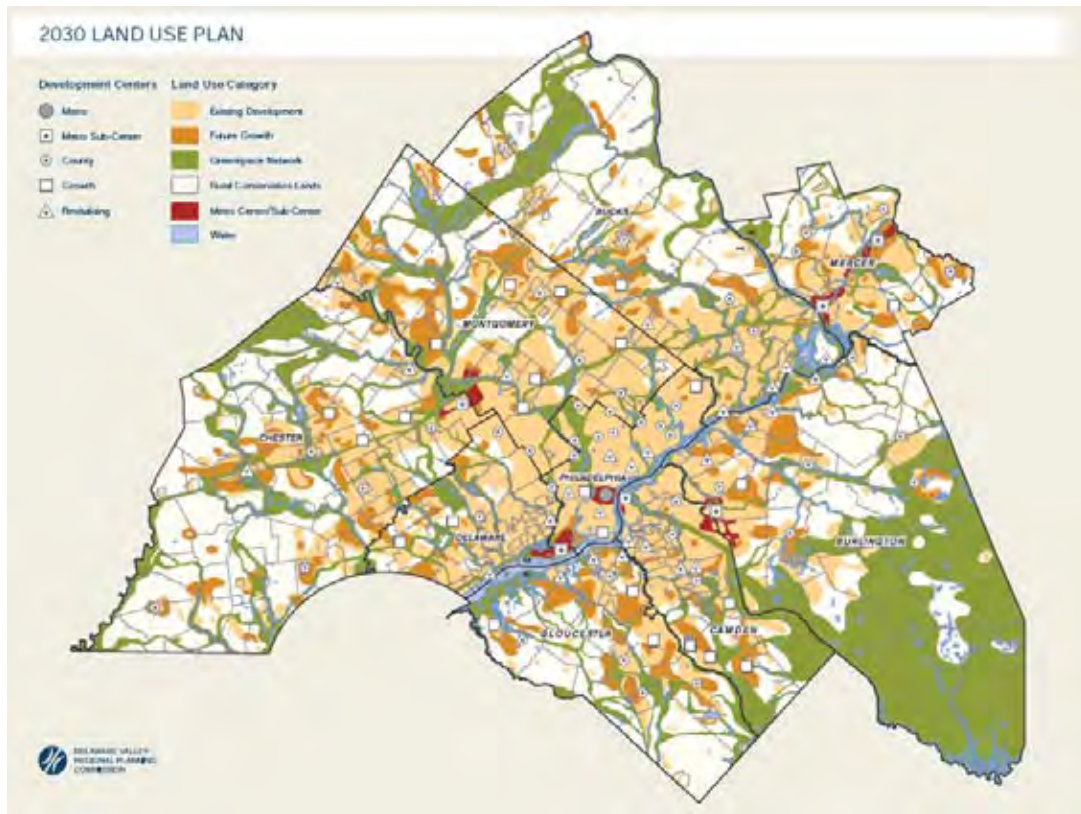 2030 LAND USE PLAN
Development Centers
Land Use Category
Metro
Metro Sub-Center
County
Growth
Revitalizing
Existing Development
Future Growth
Greenspace Network
Rural Conservation Lands
Metro Center/Sub-Center
Water
BUCKS
MERCER
MONTGOMERY
CHESTER
PHILADELPHIA
DELAWARE
BURLINGTON
GLOUCESTER
CAMDEN
DELAWARE VALLEY
REGIONAL PLANNING
COMMISSION